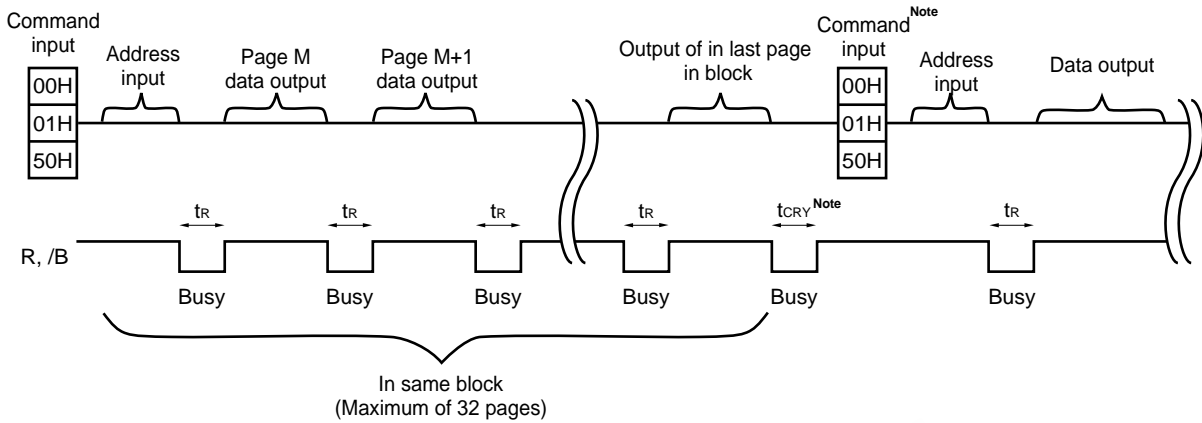 Command
input
00H
01H
50H
Address
input
Page M
data output
Page M+1
data output
Output of in last page
in block
Command Note
input
00H
01H
50H
Address
input
Data output
tR
tR
tR
tR
tCRY Note
tR
R, /B
Busy
Busy
Busy
Busy
Busy
Busy
In same block
(Maximum of 32 pages)